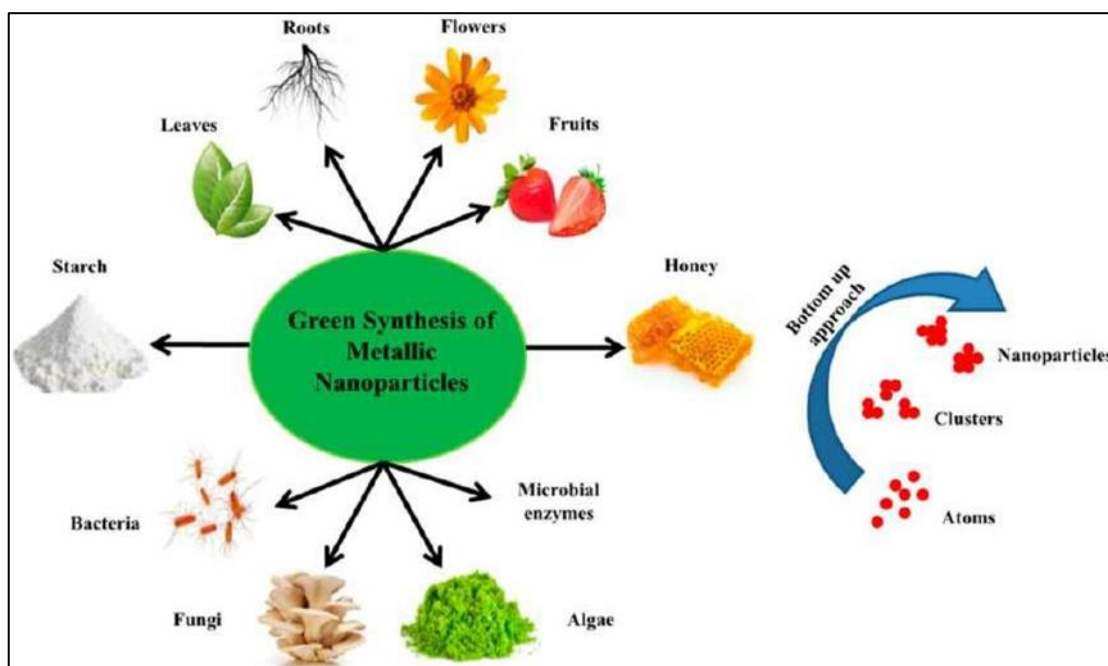 Roots
Flowers
Leaves
Fruits
Starch
Honey
Green Synthesis of
Metallic
Nanoparticles
Bacteria
Microbial
enzymes
Fungi
Algae
Bottom up
approach
Nanoparticles
Clusters
Atoms